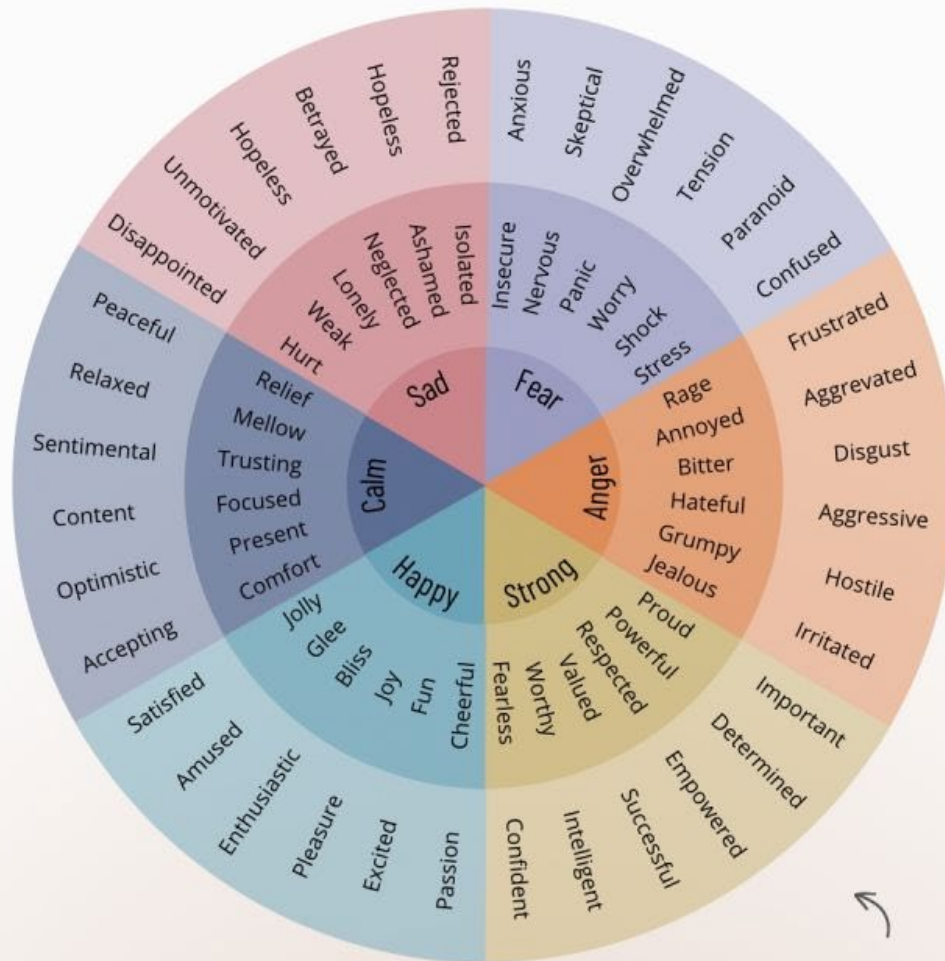 Sad
Hurt
Weak
Lonely
Neglected
Ashamed
Isolated
Disappointed
Unmotivated
Hopeless
Betrayed
Hopeless
Rejected
Fear
Insecure
Nervous
Panic
Worry
Shock
Stress
Anxious
Skeptical
Overwhelmed
Tension
Paranoid
Confused
Anger
Rage
Annoyed
Bitter
Hateful
Grumpy
Jealous
Frustrated
Aggrevated
Disgust
Aggressive
Hostile
Irritated
Strong
Proud
Powerful
Respected
Valued
Worthy
Fearless
Important
Determined
Empowered
Successful
Intelligent
Confident
Happy
Cheerful
Fun
Joy
Bliss
Glee
Jolly
Passion
Excited
Pleasure
Enthusiastic
Amused
Satisfied
Calm
Relief
Mellow
Trusting
Focused
Present
Comfort
Peaceful
Relaxed
Sentimental
Content
Optimistic
Accepting